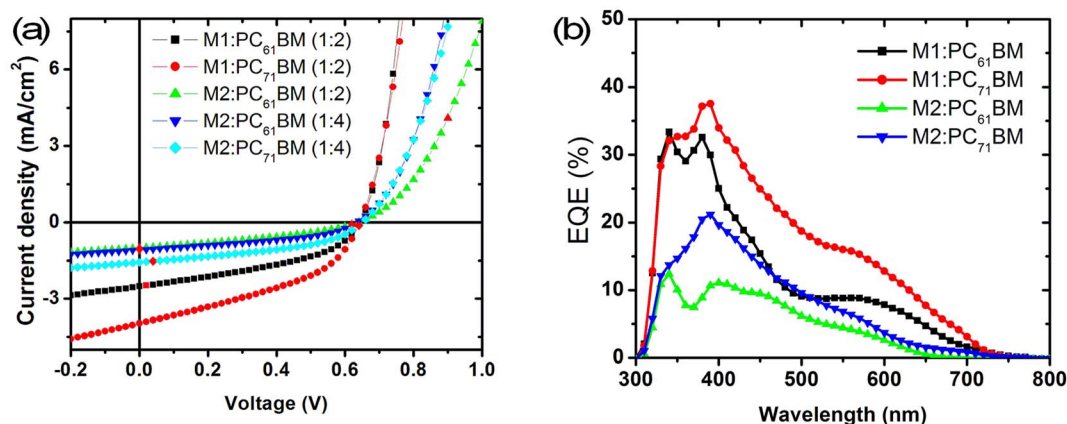 (a)
M1:PC61BM (1:2)
M1:PC71BM (1:2)
M2:PC61BM (1:2)
M2:PC61BM (1:4)
M2:PC71BM (1:4)
Current density (mA/cm²)
6
3
0
-3
-0.2 0.0 0.2 0.4 0.6 0.8 1.0
Voltage (V)
(b)
M1:PC61BM
M1:PC71BM
M2:PC61BM
M2:PC71BM
EQE (%)
50
40
30
20
10
0
300 400 500 600 700 800
Wavelength (nm)